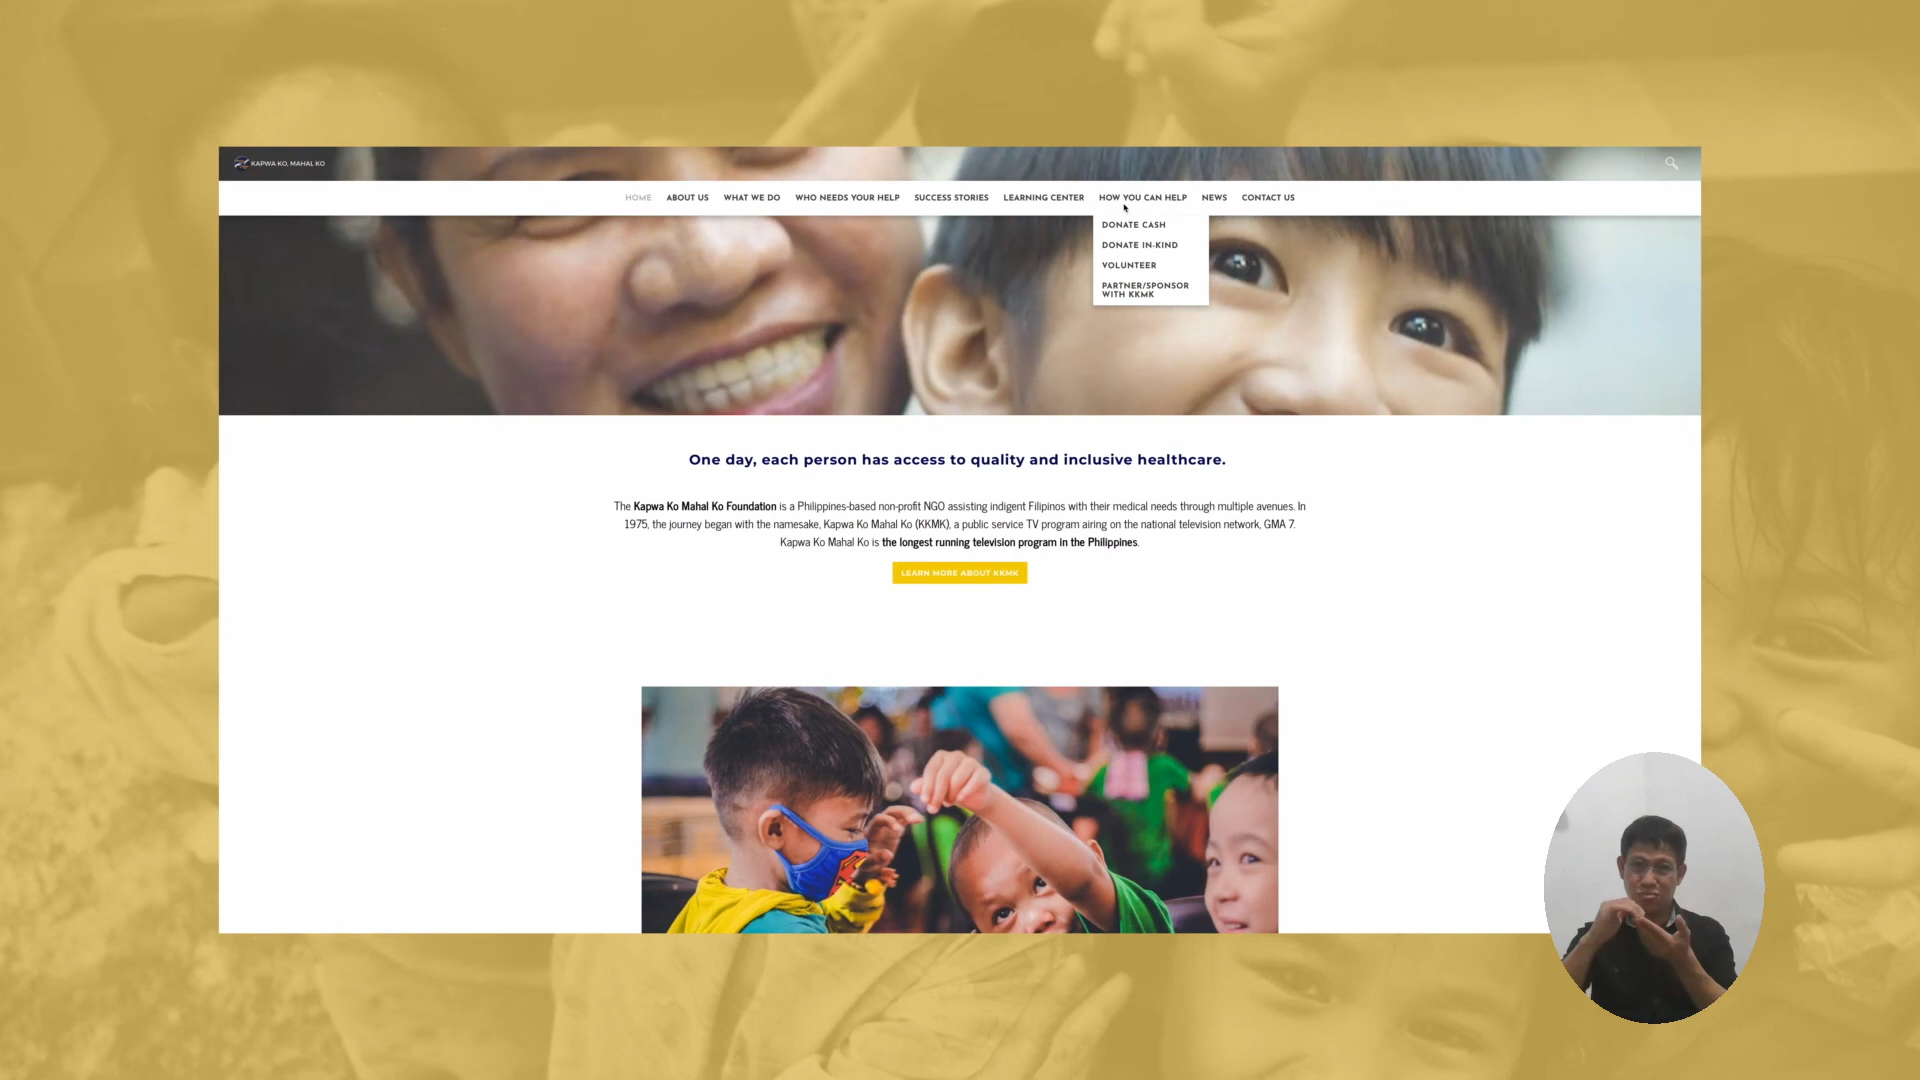 KAPWA KO, MAHAL KO
HOME ABOUT US WHAT WE DO WHO NEEDS YOUR HELP SUCCESS STORIES LEARNING CENTER HOW YOU CAN HELP NEWS CONTACT US
DONATE CASH
DONATE IN-KIND
VOLUNTEER
PARTNER/SPONSOR
WITH KKMK
One day, each person has access to quality and inclusive healthcare.
The Kapwa Ko Mahal Ko Foundation is a Philippines-based non-profit NGO assisting indigent Filipinos with their medical needs through multiple avenues. In
1975, the journey began with the namesake, Kapwa Ko Mahal Ko (KKMK), a public service TV program airing on the national television network, GMA 7.
Kapwa Ko Mahal Ko is the longest running television program in the Philippines.
LEARN MORE ABOUT KKMK